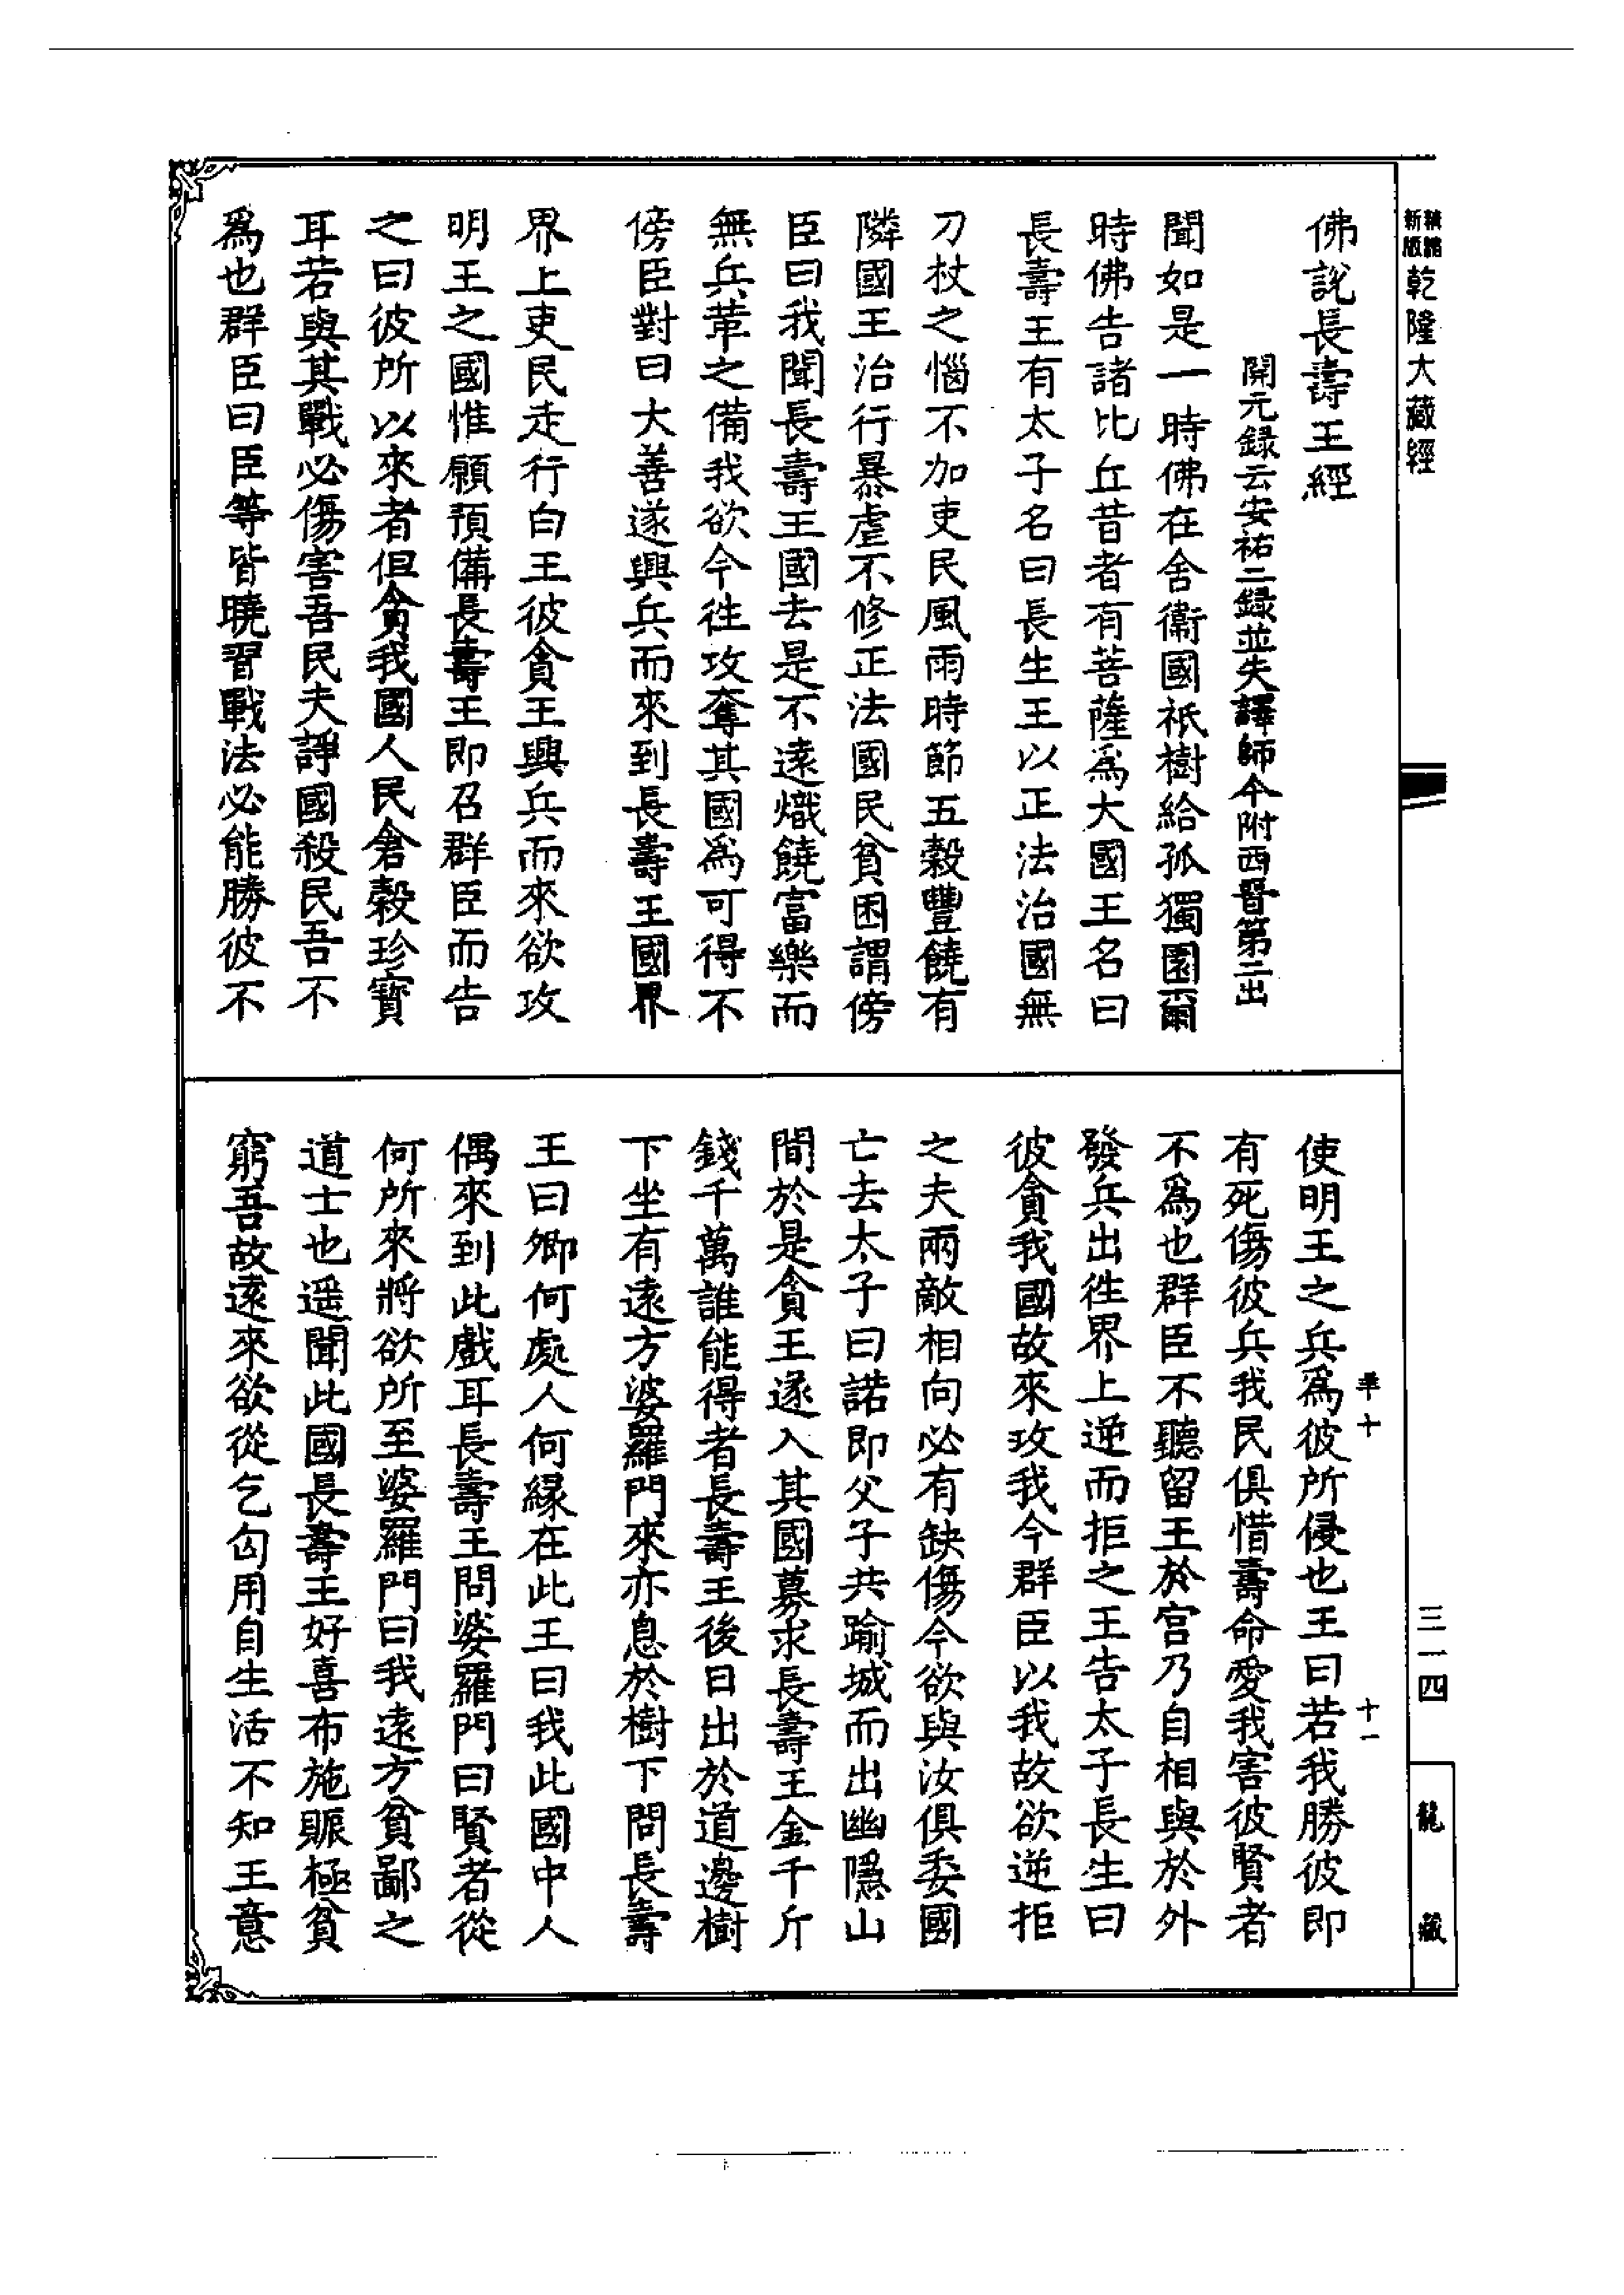 新版精縮乾隆大藏經
佛說長壽王經
開元録云安祐二録並失譯師今附西晉第二出
聞如是一時佛在舍衞國祇樹給孤獨園爾
時佛告諸比丘昔者有菩薩爲大國王名曰
長壽王有太子名曰長生王以正法治國無
刀杖之惱不加吏民風雨時節五穀豐饒有
隣國王治行暴虐不修正法國民貧困謂傍
臣曰我聞長壽王國去是不遠熾饒富樂而
無兵革之備我欲今徃攻奪其國爲可得不
傍臣對曰大善遂興兵而來到長壽王國界
界上吏民走行白王彼貪王興兵而來欲攻
明王之國惟願預備長壽王即召群臣而告
之曰彼所以來者但貪我國人民倉穀珍寶
耳若與其戰必傷害吾民夫諍國殺民吾不
爲也群臣曰臣等皆曉習戰法必能勝彼不
使明王之兵爲彼所侵也王曰若我勝彼即
有死傷彼兵我民俱惜壽命愛我害彼賢者
不爲也群臣不聽留王於宫乃自相與於外
發兵出徃界上逆而拒之王告太子長生曰
彼貪我國故來攻我今群臣以我故欲逆拒
之夫兩敵相向必有缺傷今欲與汝俱委國
亡去太子曰諾即父子共踰城而出幽隱山
間於是貪王遂入其國募求長壽王金千斤
錢千萬誰能得者長壽王後日出於道邊樹
下坐有遠方婆羅門來亦息於樹下問長壽
王曰卿何處人何緣在此王曰我此國中人
偶來到此戲耳長壽王問婆羅門曰賢者從
何所來將欲所至婆羅門曰我遠方貧鄙之
道士也遥聞此國長壽王好喜布施賑極貧
窮吾故遠來欲從乞匃用自生活不知王意
華十
十一
三一四
龍藏